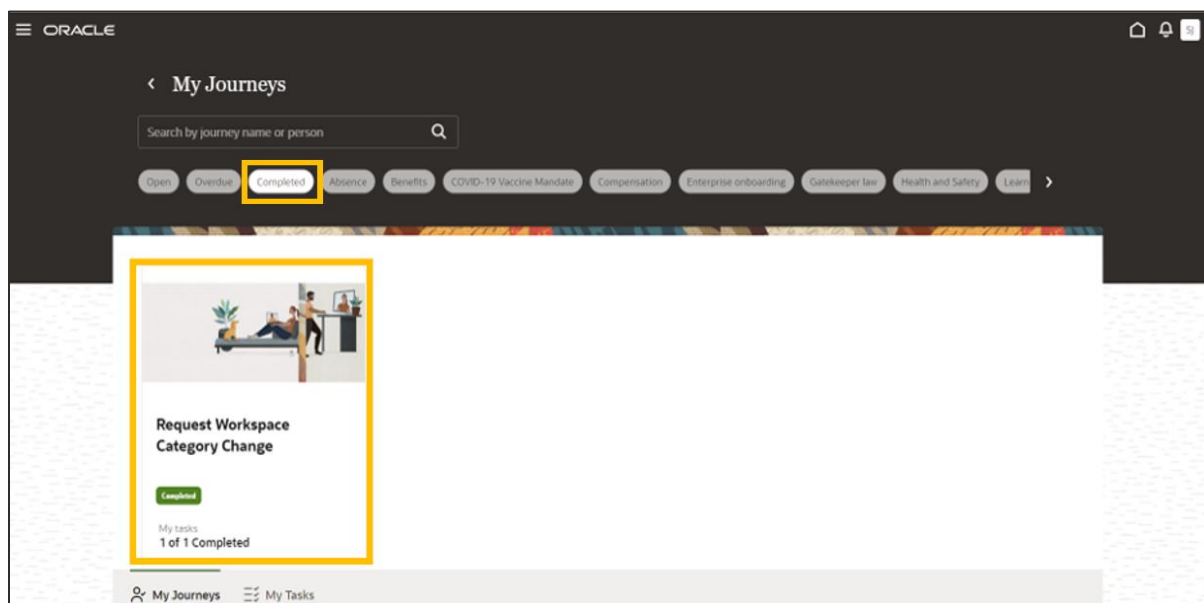 ORACLE
SJ
My Journeys
Search by journey name or person
Open Overdue Completed Absence Benefits COVID-19 Vaccine Mandate Compensation Enterprise onboarding Gatekeeper law Health and Safety Learn
Request Workspace
Category Change
Completed
My tasks
1 of 1 Completed
My Journeys My Tasks